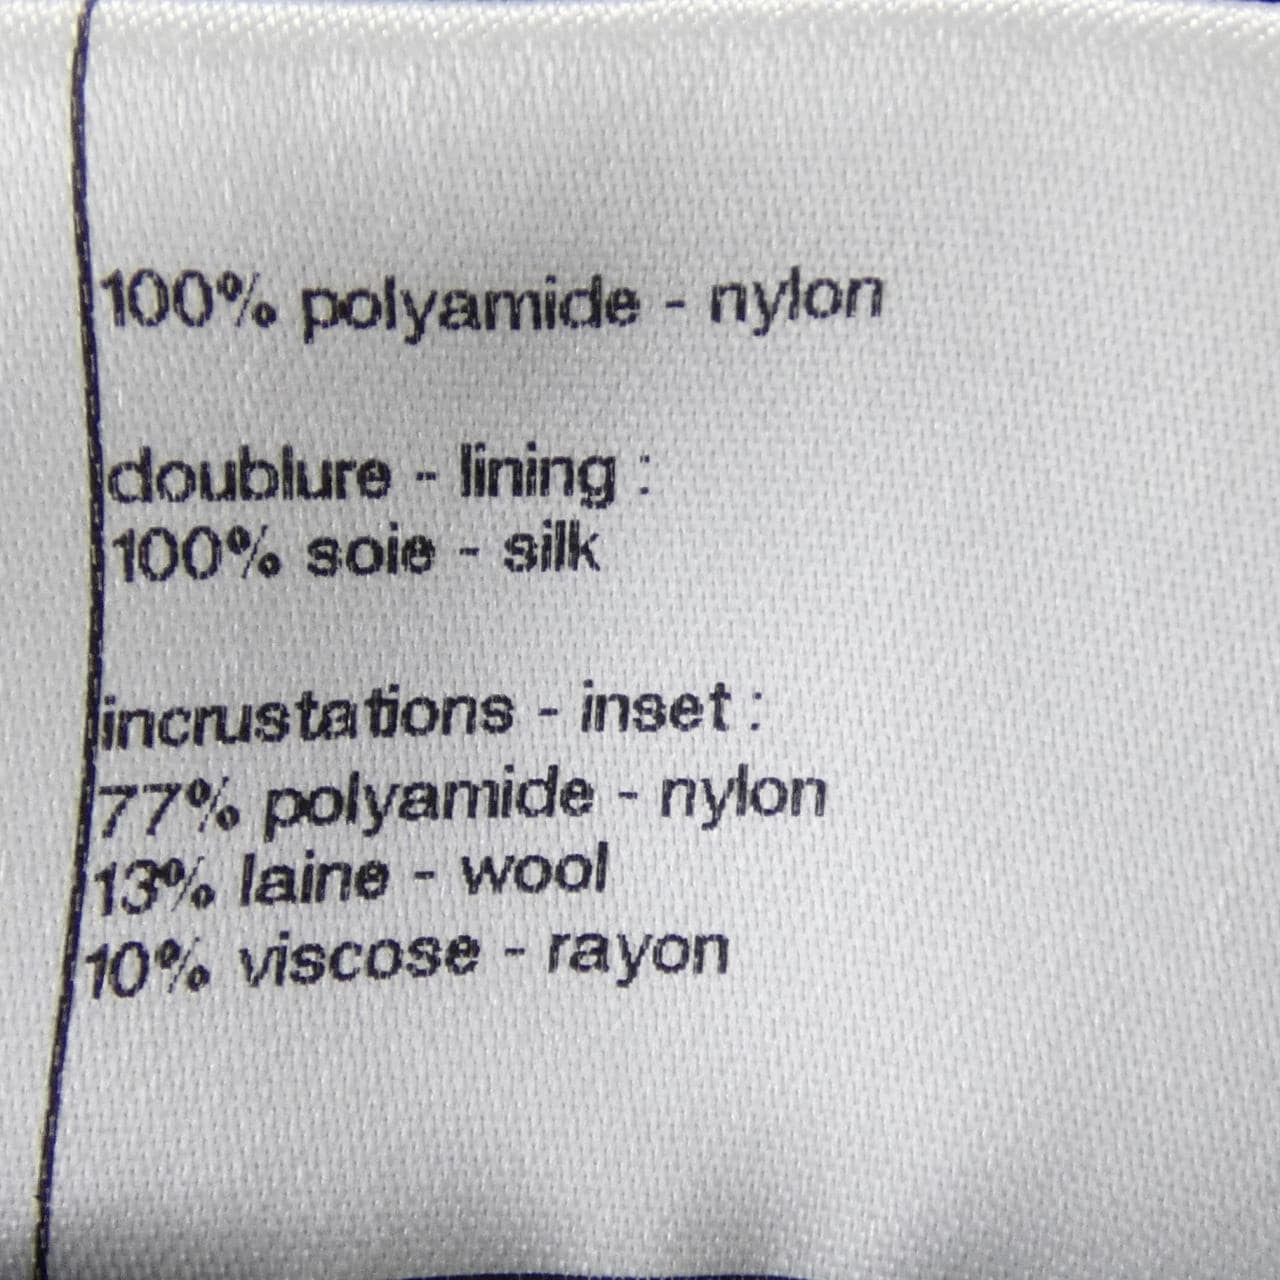 100% polyamide - nylon
doublure - lining :
100% soie - silk
incrustations - inset :
77% polyamide - nylon
13% laine - wool
10% viscose - rayon